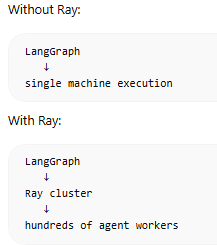 Without Ray:
LangGraph
↓
single machine execution
With Ray:
LangGraph
↓
Ray cluster
↓
hundreds of agent workers